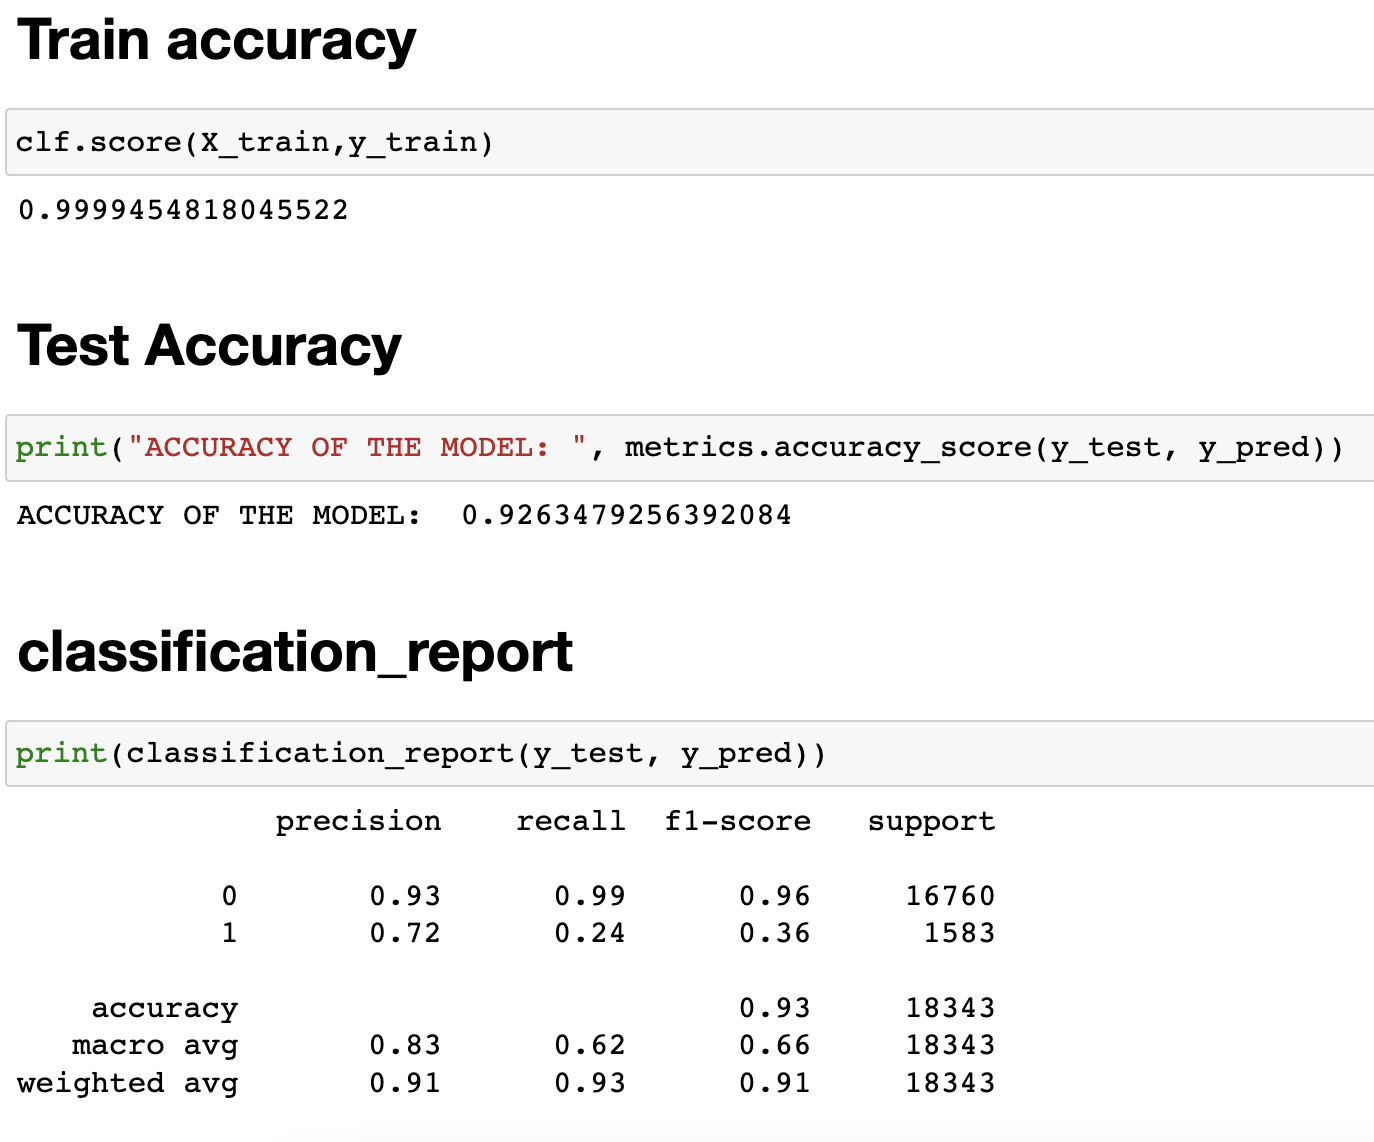 Train accuracy
clf.score(X_train,y_train)
0.9999454818045522
Test Accuracy
print("ACCURACY OF THE MODEL: ", metrics.accuracy_score(y_test, y_pred))
ACCURACY OF THE MODEL:  0.9263479256392084
classification_report
print(classification_report(y_test, y_pred))
precision recall f1-score support
0 0.93 0.99 0.96 16760
1 0.72 0.24 0.36 1583
accuracy 0.93 18343
macro avg 0.83 0.62 0.66 18343
weighted avg 0.91 0.93 0.91 18343